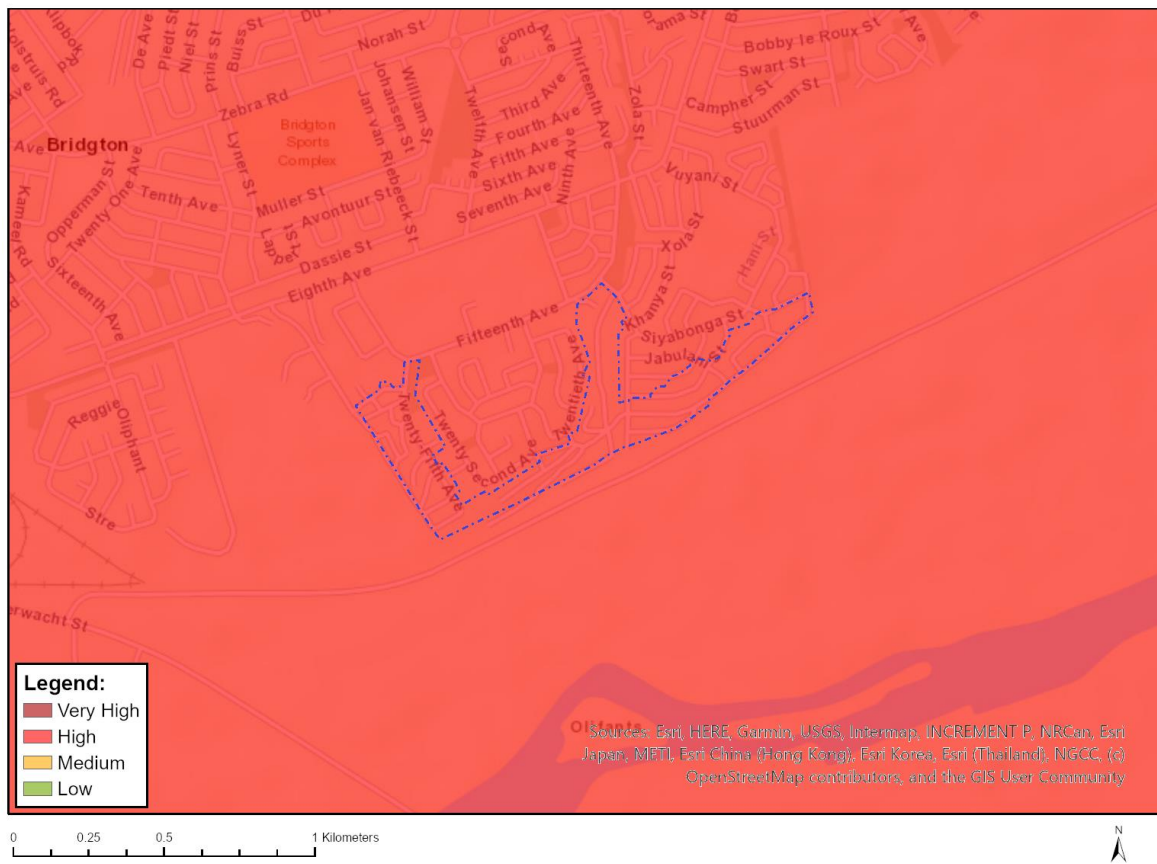 De Ave
Piedt St
Niel St
Prins St
Buiss St
Norah St
Second Ave
Thirteenth Ave
Bobby le Roux St
Swart St
Campher St
Stuurman St
Zola St
Zebra Rd
Johansen St
William St
Jan van Riebeeck St
Twelfth Ave
Third Ave
Fourth Ave
Fifth Ave
Sixth Ave
Seventh Ave
Ninth Ave
Bridgton
Sports
Complex
Ave
Bridgton
Lyner St
Kameel Rd
Opperman St
Twenty One Ave
Tenth Ave
Muller St
Avontuur St
Dassie St
Eighth Ave
Sixteenth Ave
Vuyani St
Xola St
Hani St
Khanya St
Siyabonga St
Jabulani St
Fifteenth Ave
Twentieth Ave
Twenty Second Ave
Twenty-Frith Ave
Reggie
Oliphant
Stre
erwacht St
Olifants
Legend:
Very High
High
Medium
Low
Sources: Esri, HERE, Garmin, USGS, Intermap, INCREMENT P, NRCan, Esri
Japan, METI, Esri China (Hong Kong), Esri Korea, Esri (Thailand), NGCC, (c)
OpenStreetMap contributors, and the GIS User Community
0 0.25 0.5 1 Kilometers
N